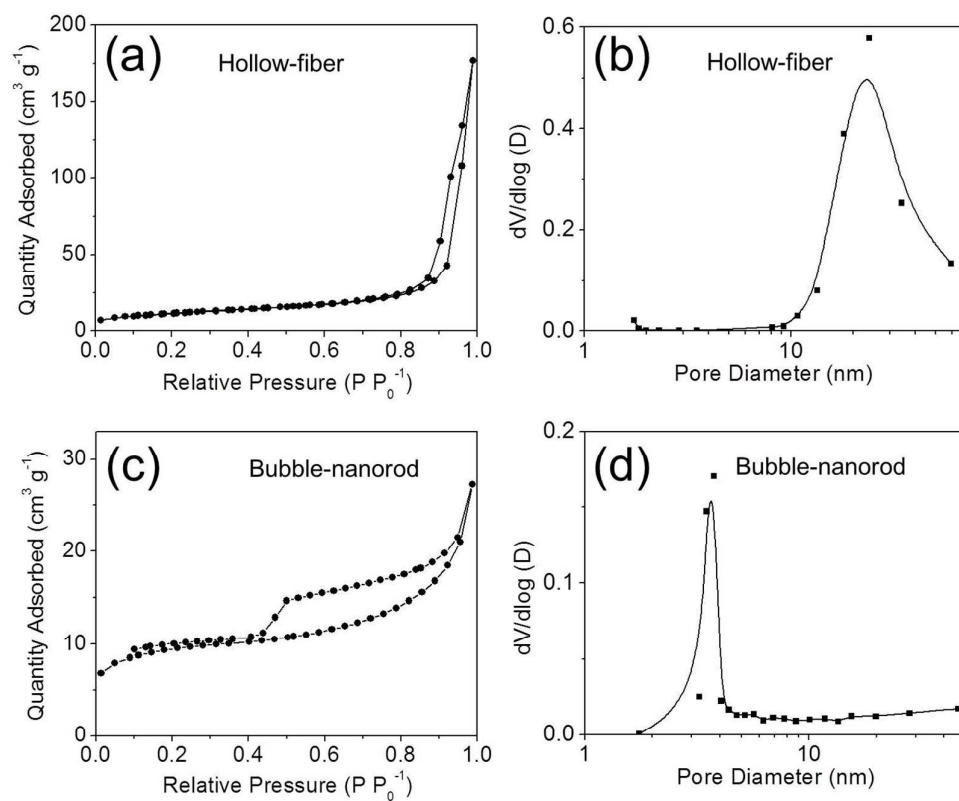 (a)
Hollow-fiber
200
150
100
50
0
0.0 0.2 0.4 0.6 0.8 1.0
Quantity Adsorbed (cm³ g⁻¹)
Relative Pressure (P P₀⁻¹)
(b)
Hollow-fiber
0.6
0.4
0.2
0.0
1 10
dV/dlog (D)
Pore Diameter (nm)
(c)
Bubble-nanorod
30
20
10
0
0.0 0.2 0.4 0.6 0.8 1.0
Quantity Adsorbed (cm³ g⁻¹)
Relative Pressure (P P₀⁻¹)
(d)
Bubble-nanorod
0.2
0.1
0.0
1 10
dV/dlog (D)
Pore Diameter (nm)